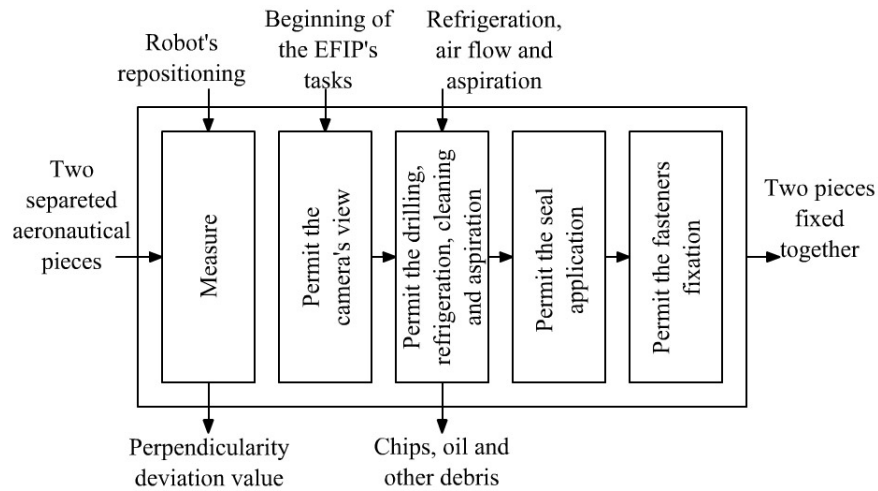 Robot's
repositioning
Beginning of
the EFIP's
tasks
Refrigeration,
air flow and
aspiration
Two
separeted
aeronautical
pieces
Measure
Permit the
camera's view
Permit the drilling,
refrigeration, cleaning
and aspiration
Permit the seal
application
Permit the fasteners
fixation
Two pieces
fixed
together
Perpendicularity
deviation value
Chips, oil and
other debris